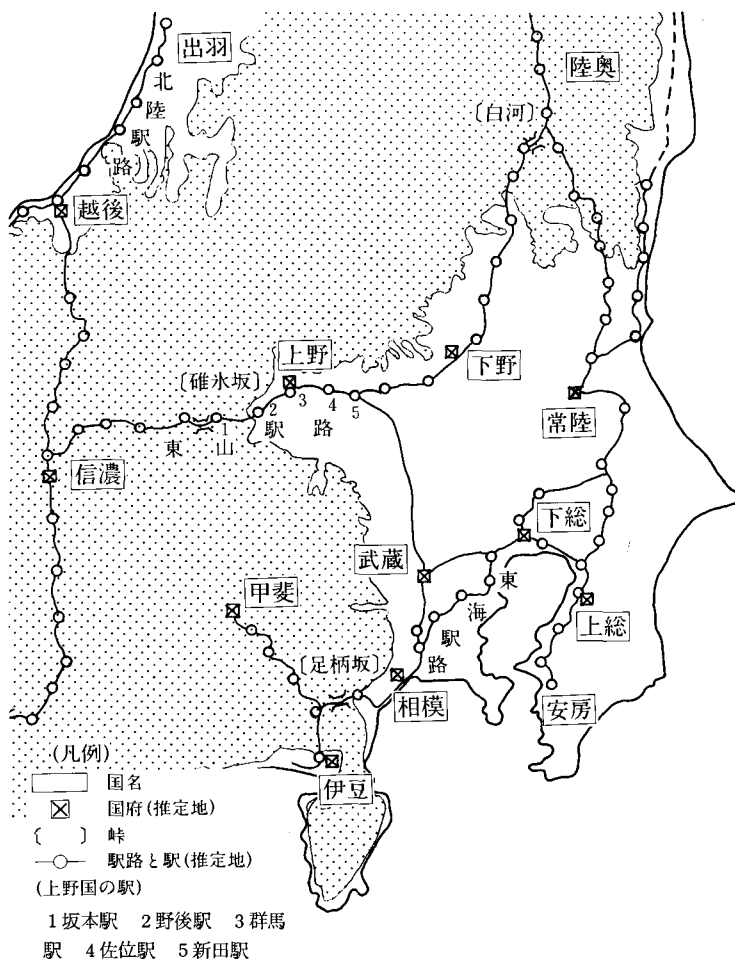 出羽
北陸駅路
陸奥
〔白河〕
越後
上野
〔碓氷坂〕
下野
1
2
3
4
5
東山駅路
常陸
信濃
下総
武蔵
東海駅路
甲斐
上総
〔足柄坂〕
相模
安房
伊豆
(凡例)
国名
国府(推定地)
〔 〕 峠
駅路と駅(推定地)
(上野国の駅)
1坂本駅 2野後駅 3群馬
駅 4佐位駅 5新田駅